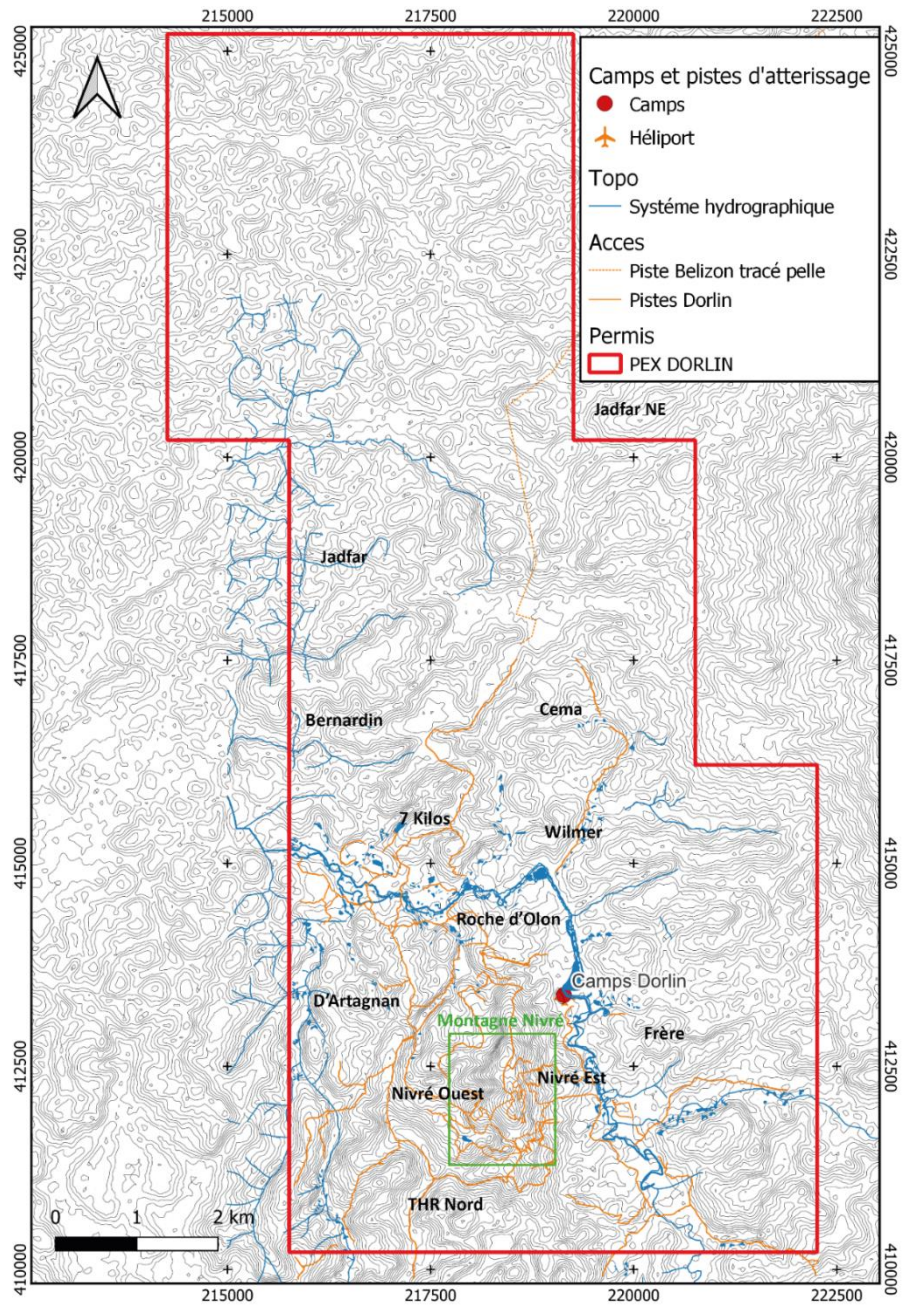 215000 217500 220000 222500
425000
425000
Camps et pistes d'atterissage
Camps
Héliport
Topo
Systéme hydrographique
Acces
Piste Belizon tracé pelle
Pistes Dorlin
Permis
PEX DORLIN
422500
422500
Jadfar NE
420000
420000
Jadfar
417500
417500
Cema
Bernardin
7 Kilos
Wilmer
415000
415000
Roche d'Olon
Camps Dorlin
D'Artagnan
Montagne Nivré
Frère
412500
412500
Nivré Est
Nivré Ouest
THR Nord
0 1 2 km
410000
410000
215000 217500 220000 222500